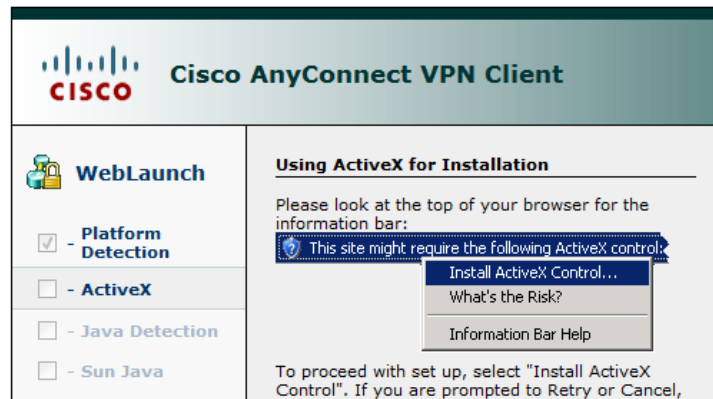 CISCO
Cisco AnyConnect VPN Client
WebLaunch
- Platform
Detection
- ActiveX
- Java Detection
- Sun Java
Using ActiveX for Installation
Please look at the top of your browser for the
information bar:
This site might require the following ActiveX control:
Install ActiveX Control...
What's the Risk?
Information Bar Help
To proceed with set up, select "Install ActiveX
Control". If you are prompted to Retry or Cancel,